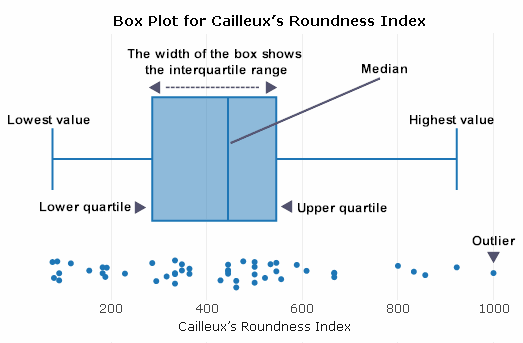 Box Plot for Cailleux's Roundness Index
The width of the box shows
the interquartile range
Median
Lowest value
Highest value
Lower quartile
Upper quartile
Outlier
200
400
600
800
1000
Cailleux's Roundness Index